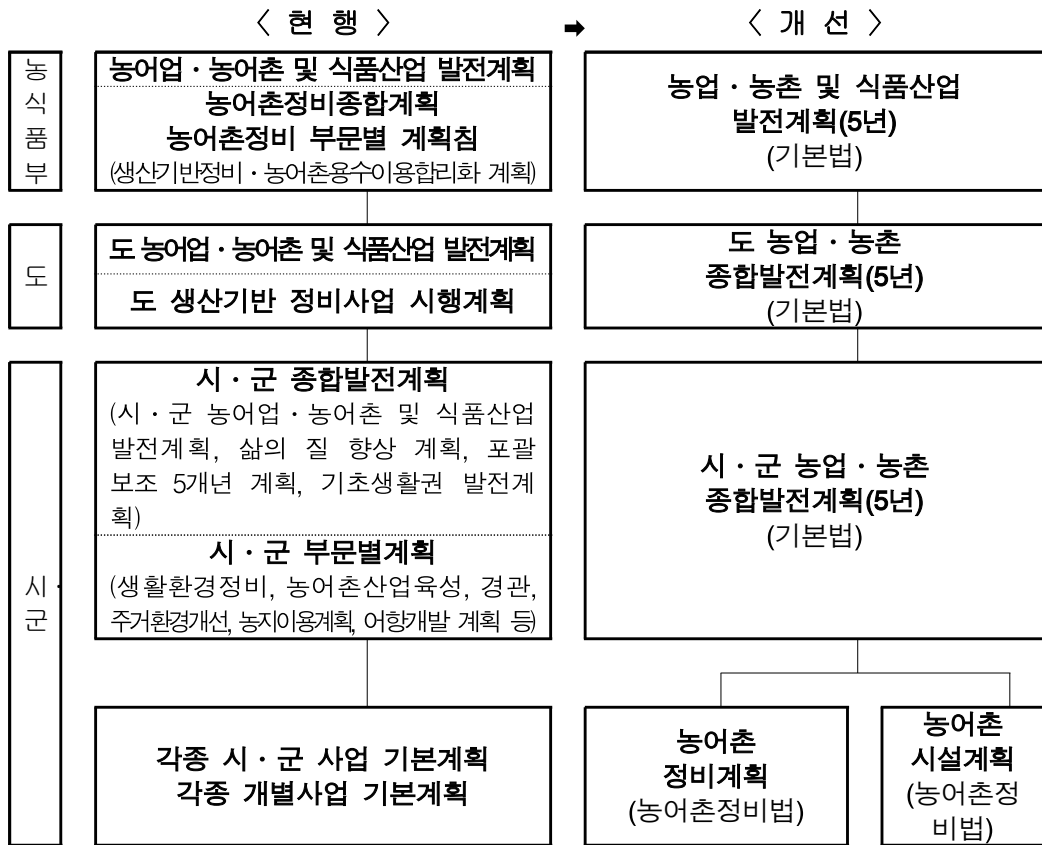 〈 현 행 〉 ➡ 〈 개 선 〉
농
식
품
부
농어업·농어촌 및 식품산업 발전계획
농어촌정비종합계획
농어촌정비 부문별 계획침
(생산기반정비·농어촌용수이용합리화 계획)
농업·농촌 및 식품산업
발전계획(5년)
(기본법)
도
도 농어업·농어촌 및 식품산업 발전계획
도 생산기반 정비사업 시행계획
도 농업·농촌
종합발전계획(5년)
(기본법)
시·
군
시·군 종합발전계획
(시·군 농어업·농어촌 및 식품산업
발전계획, 삶의 질 향상 계획, 포괄
보조 5개년 계획, 기초생활권 발전계
획)
시·군 부문별계획
(생활환경정비, 농어촌산업육성, 경관,
주거환경개선, 농지이용계획, 어항개발 계획 등)
시·군 농업·농촌
종합발전계획(5년)
(기본법)
각종 시·군 사업 기본계획
각종 개별사업 기본계획
농어촌
정비계획
(농어촌정비법)
농어촌
시설계획
(농어촌정
비법)